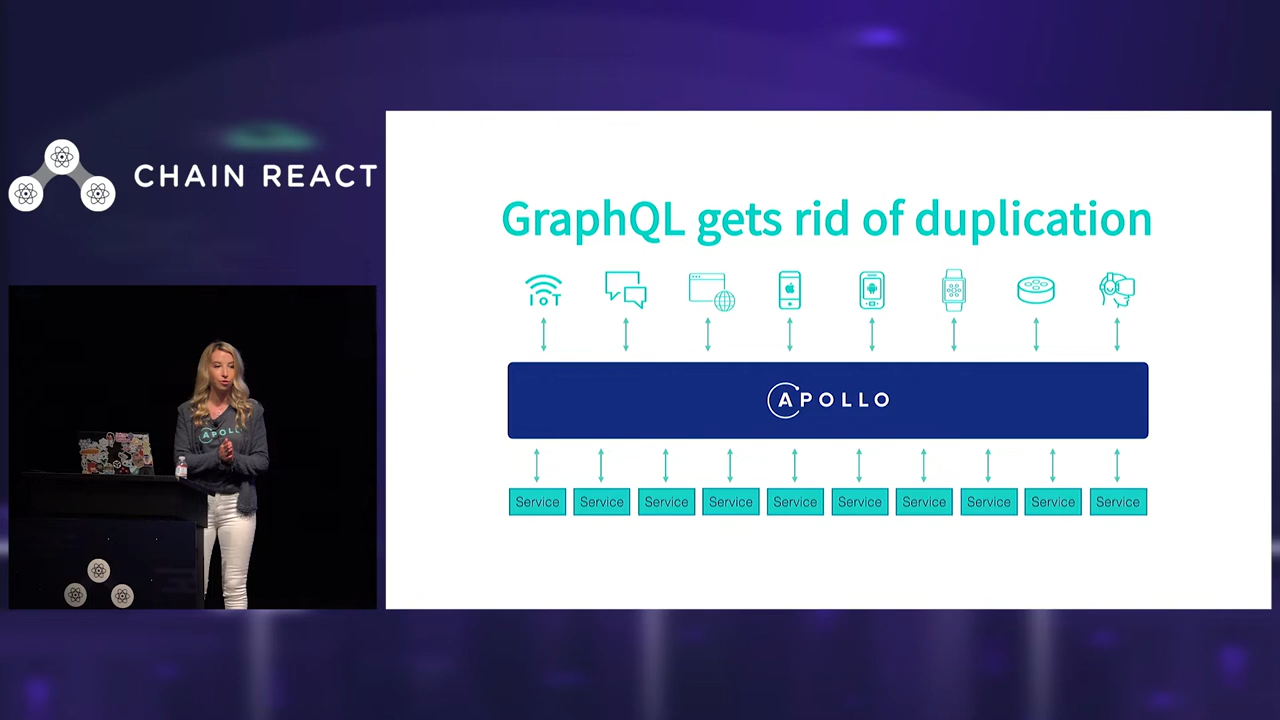 CHAIN REACT
GraphQL gets rid of duplication
IoT
APOLLO
Service Service Service Service Service Service Service Service Service Service
APOLLO